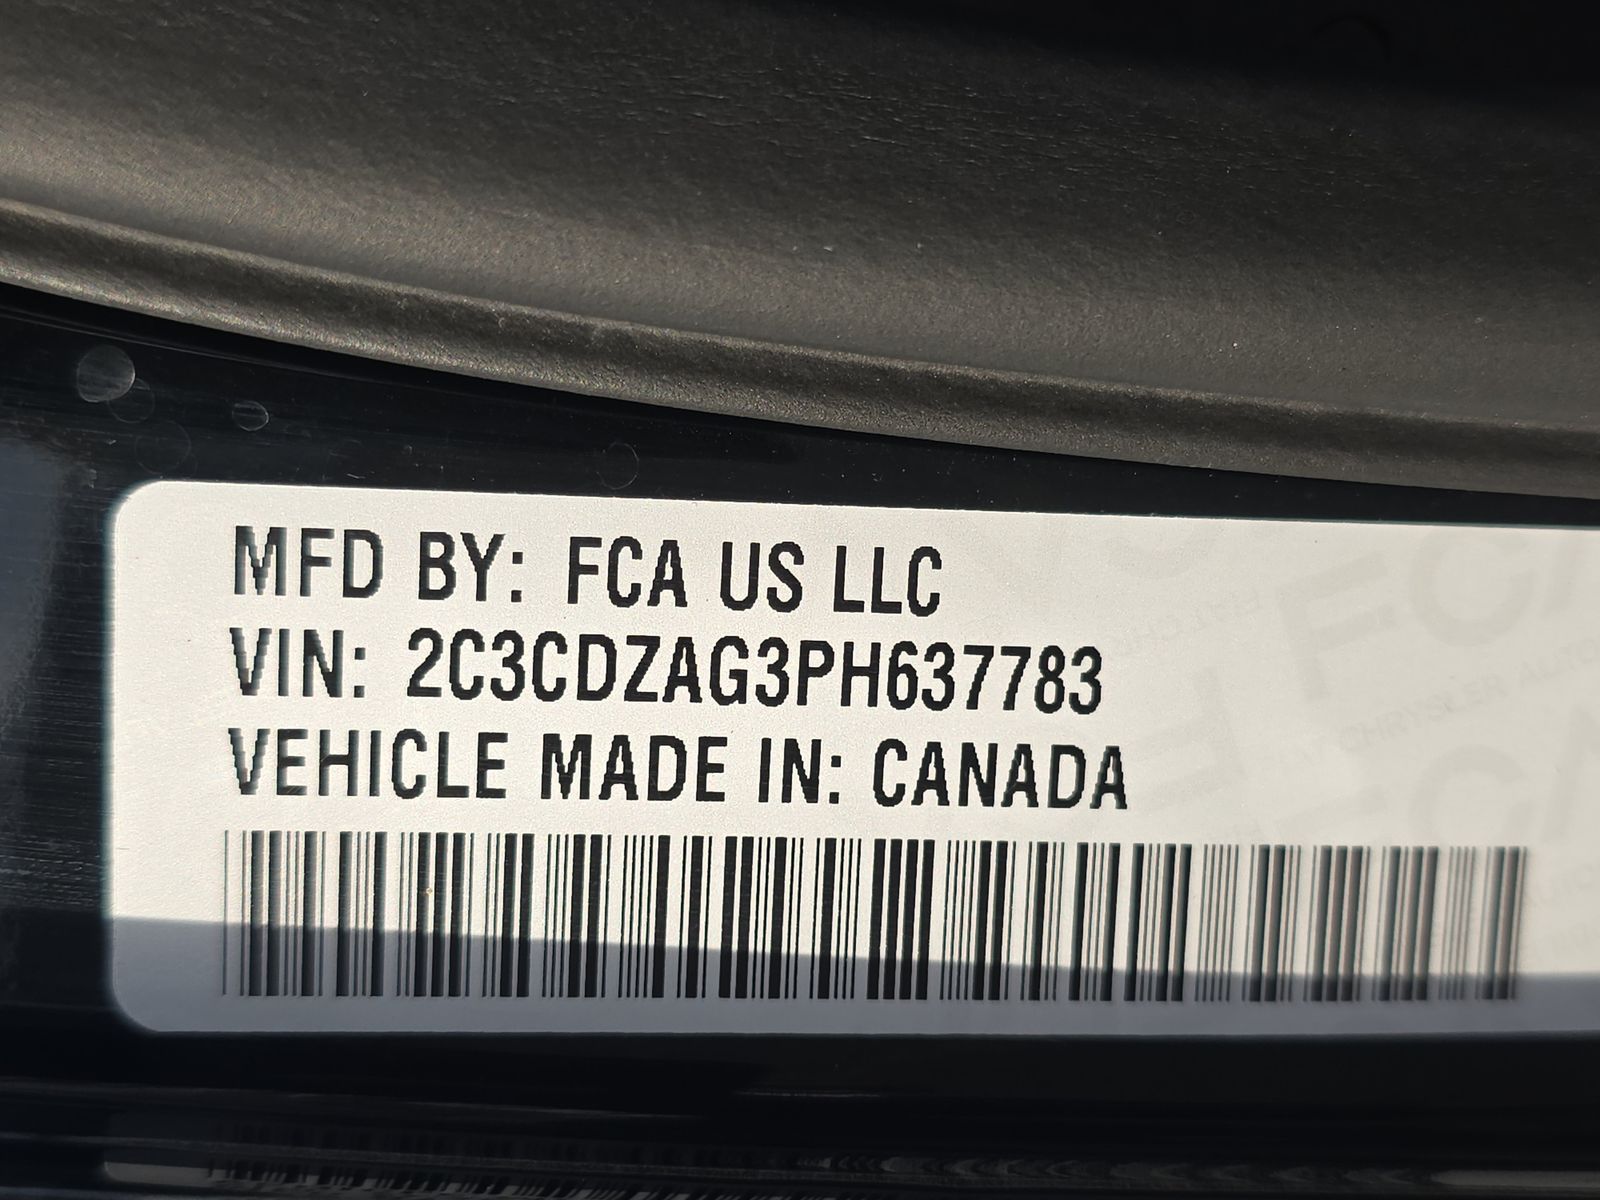 MFD BY: FCA US LLC
VIN: 2C3CDZAG3PH637783
VEHICLE MADE IN: CANADA